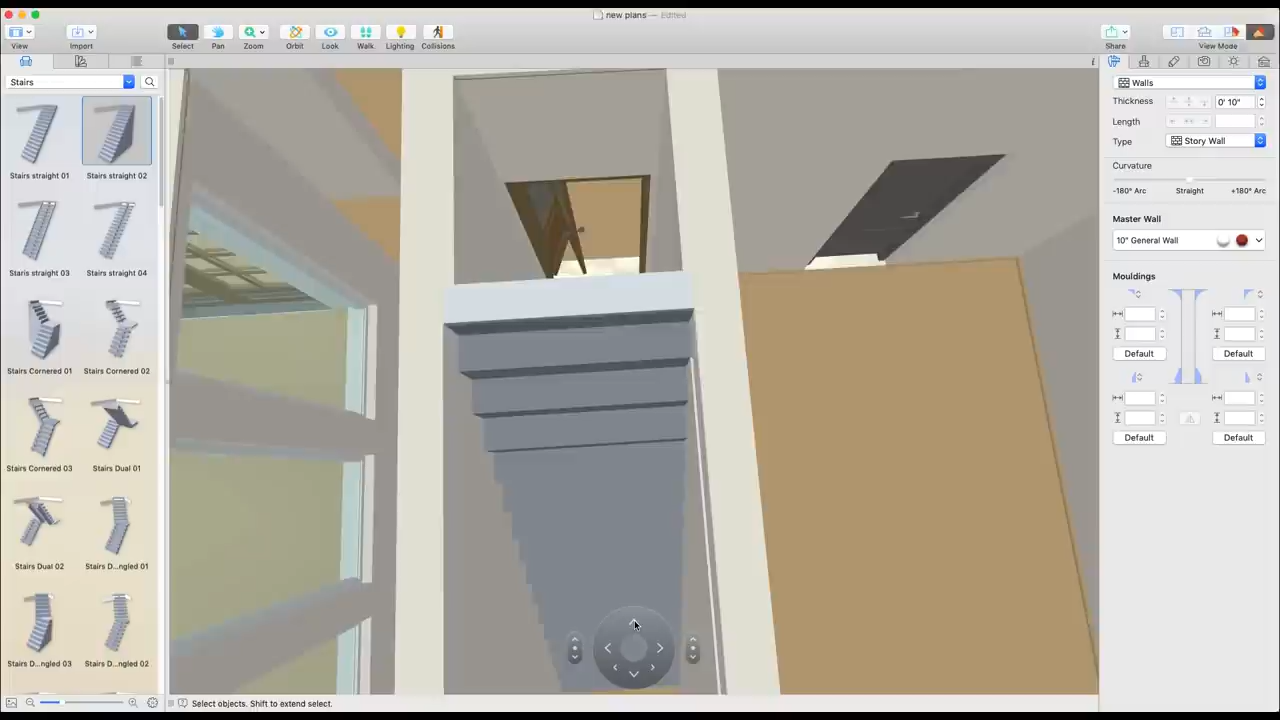 new plans — Edited
View
Import
Select
Pan
Zoom
Orbit
Look
Walk
Lighting
Collisions
Share
View Mode
Stairs
i
Stairs straight 01
Stairs straight 02
Staris straight 03
Stairs straight 04
Stairs Cornered 01
Stairs Cornered 02
Stairs Cornered 03
Stairs Dual 01
Stairs Dual 02
Stairs D...ngled 01
Stairs D...ngled 03
Stairs D...ngled 02
Walls
Thickness
0' 10"
Length
Type
Story Wall
Curvature
-180° Arc
Straight
+180° Arc
Master Wall
10" General Wall
Mouldings
Default
Default
Default
Default
Select objects. Shift to extend select.